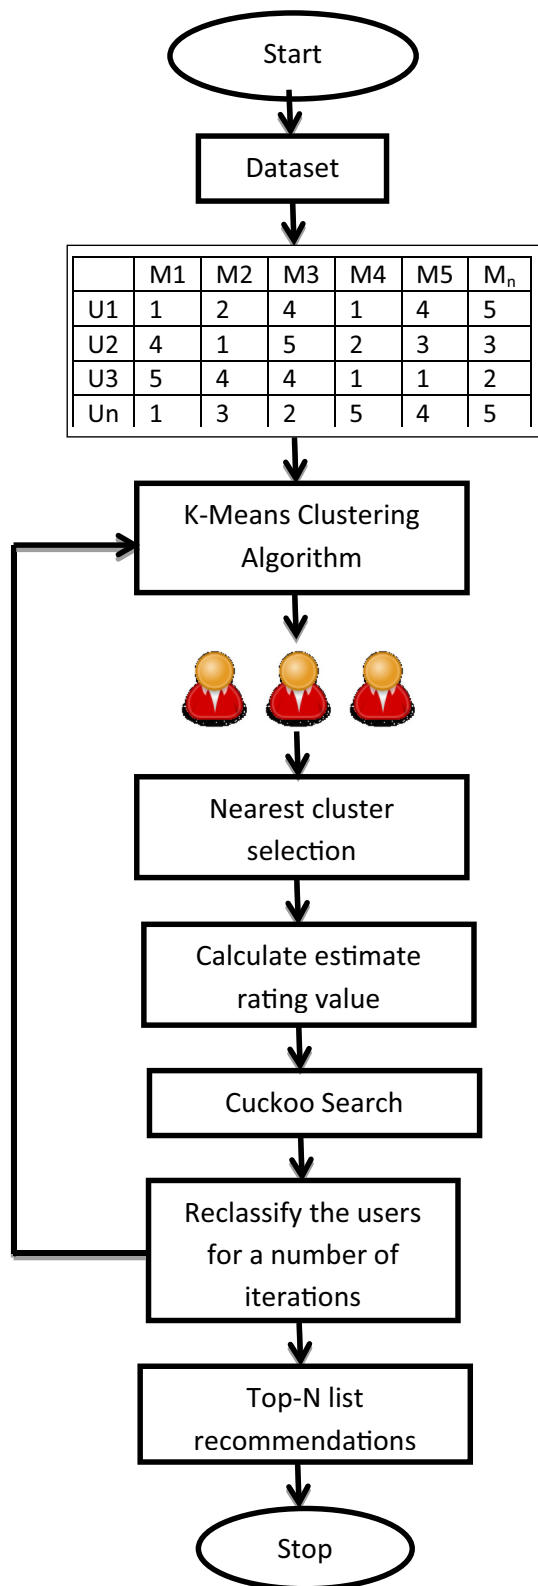 Start
Dataset
M1 M2 M3 M4 M5 Mn
U1 1 2 4 1 4 5
U2 4 1 5 2 3 3
U3 5 4 4 1 1 2
Un 1 3 2 5 4 5
K-Means Clustering
Algorithm
Nearest cluster
selection
Calculate estimate
rating value
Cuckoo Search
Reclassify the users
for a number of
iterations
Top-N list
recommendations
Stop